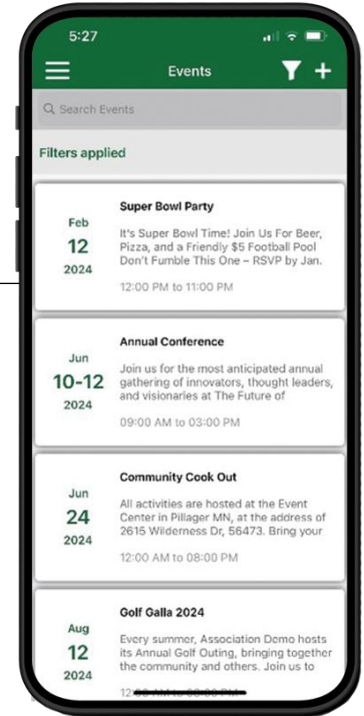 5:27
Events
Search Events
Filters applied
Feb
12
2024
Super Bowl Party
It's Super Bowl Time! Join Us For Beer,
Pizza, and a Friendly $5 Football Pool
Don't Fumble This One – RSVP by Jan.
12:00 PM to 11:00 PM
Jun
10-12
2024
Annual Conference
Join us for the most anticipated annual
gathering of innovators, thought leaders,
and visionaries at The Future of
09:00 AM to 03:00 PM
Jun
24
2024
Community Cook Out
All activities are hosted at the Event
Center in Pillager MN, at the address of
2615 Wilderness Dr, 56473. Bring your
12:00 AM to 08:00 PM
Aug
12
2024
Golf Galla 2024
Every summer, Association Demo hosts
its Annual Golf Outing, bringing together
the community and others. Join us to